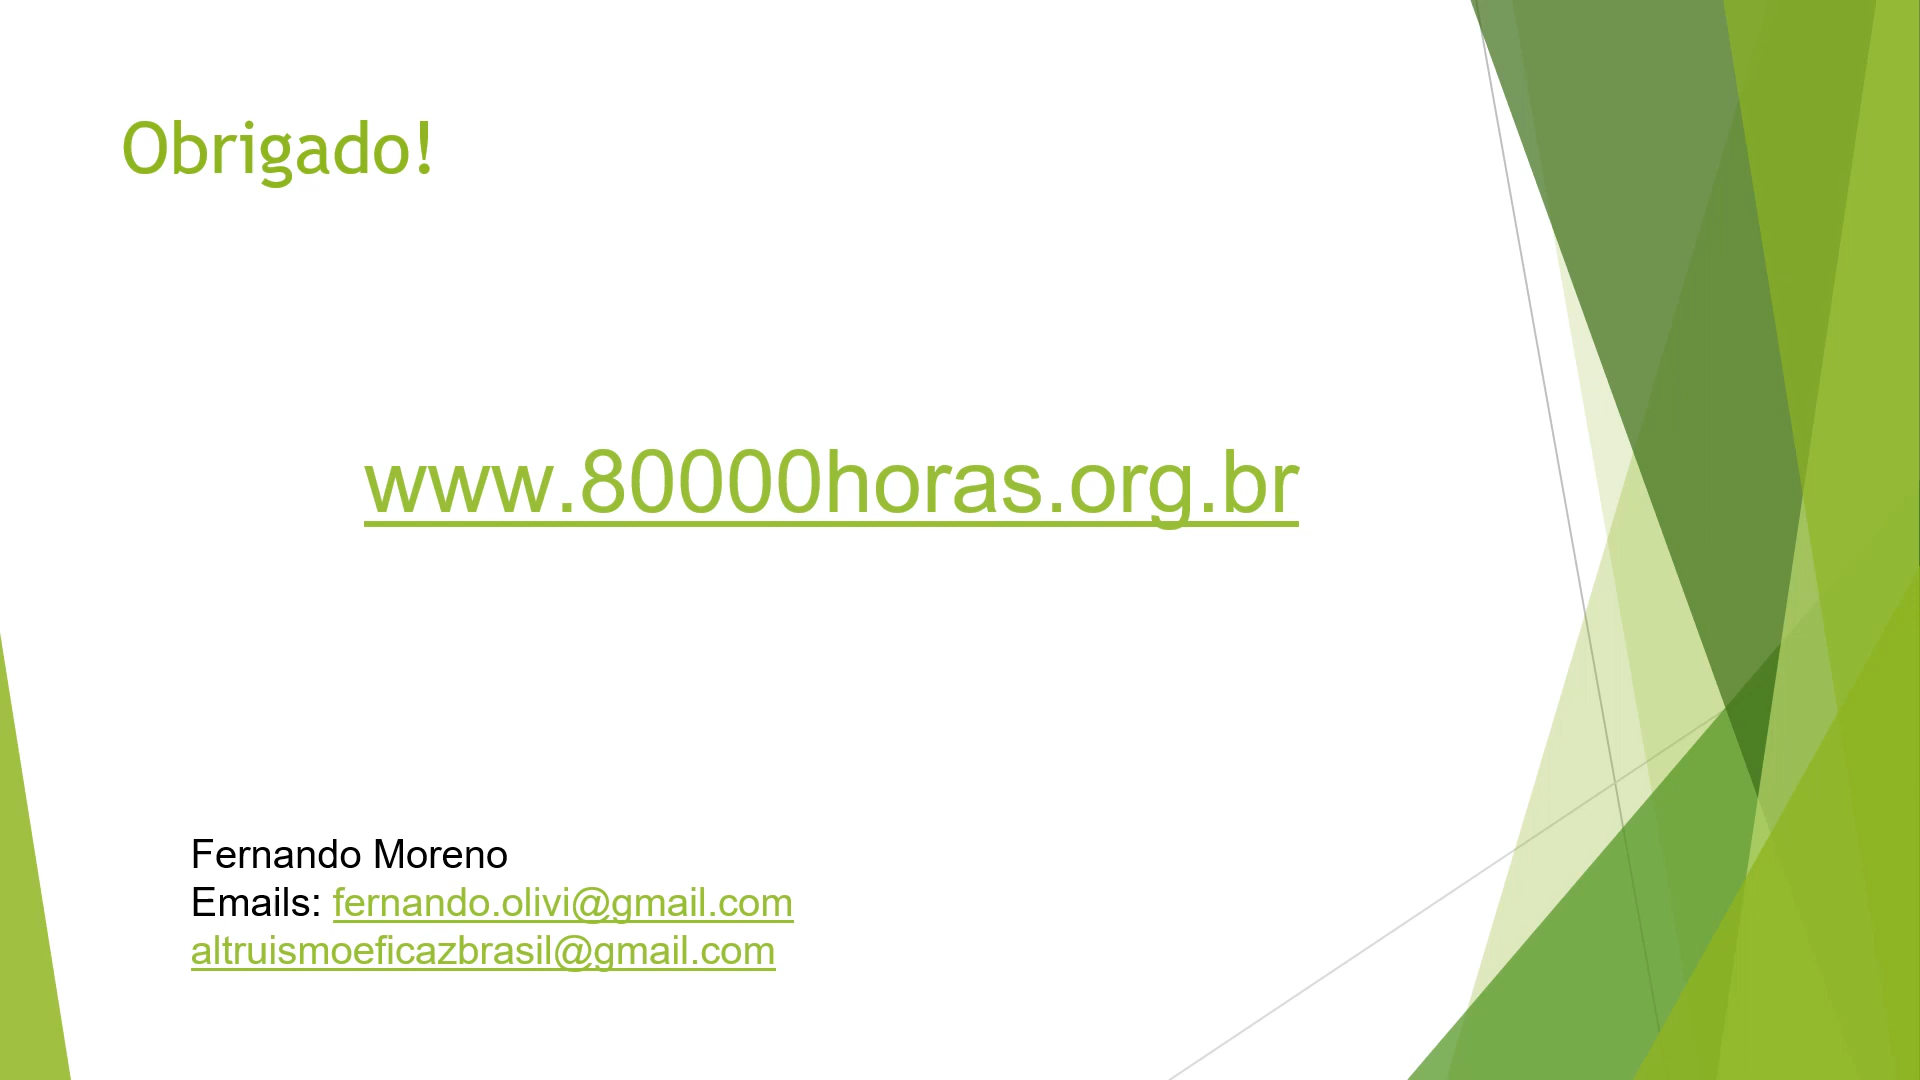 Obrigado!
www.80000horas.org.br
Fernando Moreno
Emails: fernando.olivi@gmail.com
altruismoeficazbrasil@gmail.com